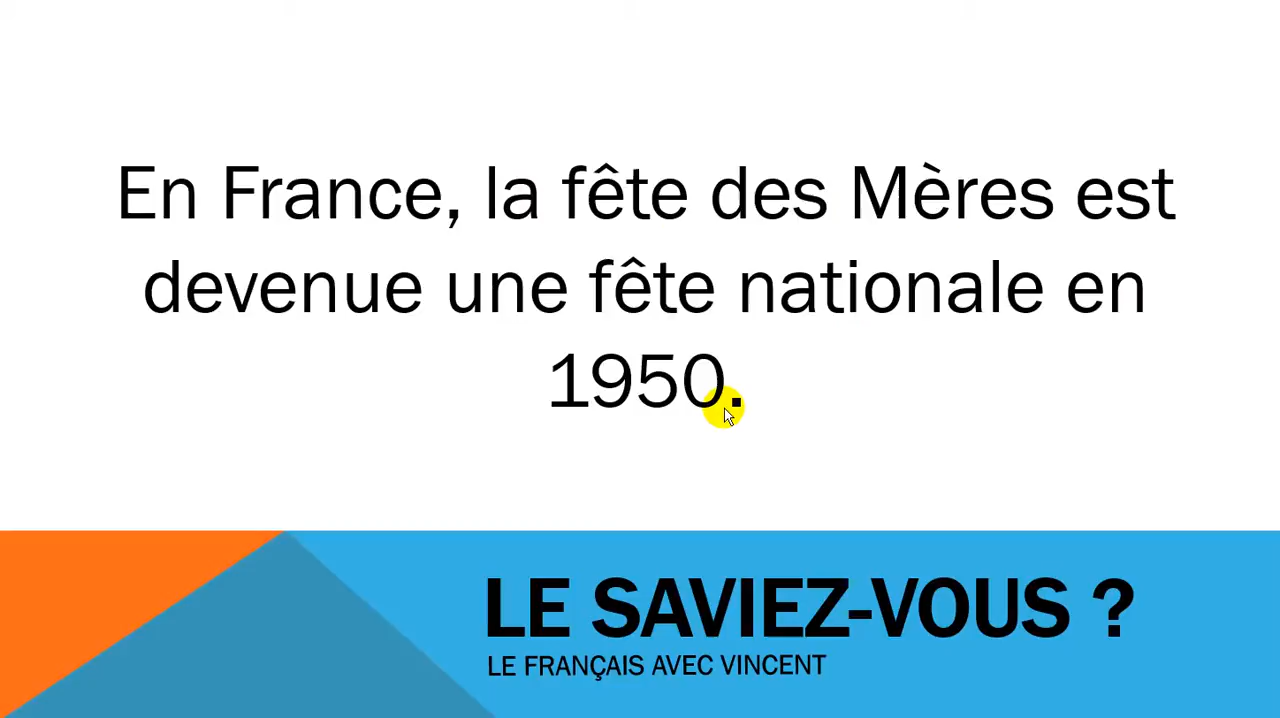 En France, la fête des Mères est
devenue une fête nationale en
1950.
LE SAVIEZ-VOUS ?
LE FRANÇAIS AVEC VINCENT